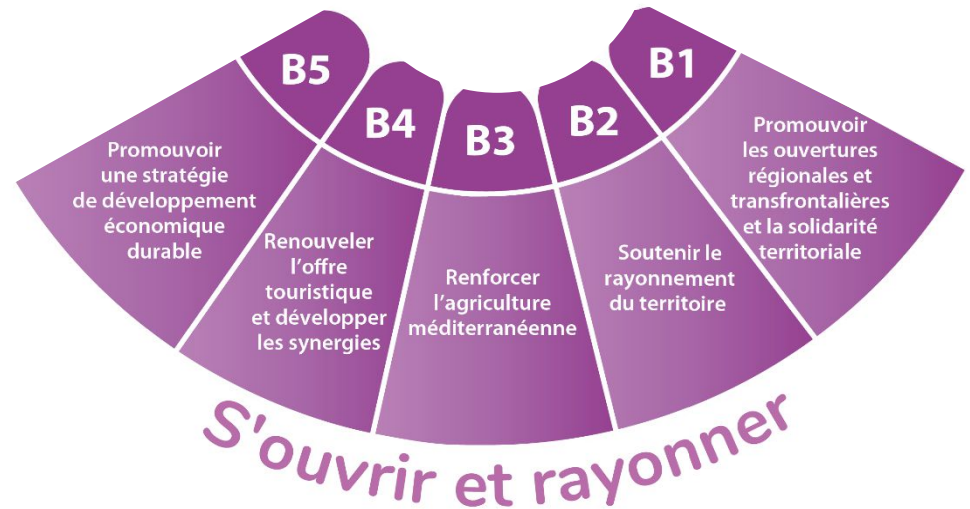 B5
Promouvoir
une stratégie
de développement
économique
durable
B4
Renouveler
l'offre
touristique
et développer
les synergies
B3
Renforcer
l'agriculture
méditerranéenne
B2
Soutenir le
rayonnement
du territoire
B1
Promouvoir
les ouvertures
régionales et
transfrontalières
et la solidarité
territoriale
S'ouvrir et rayonner